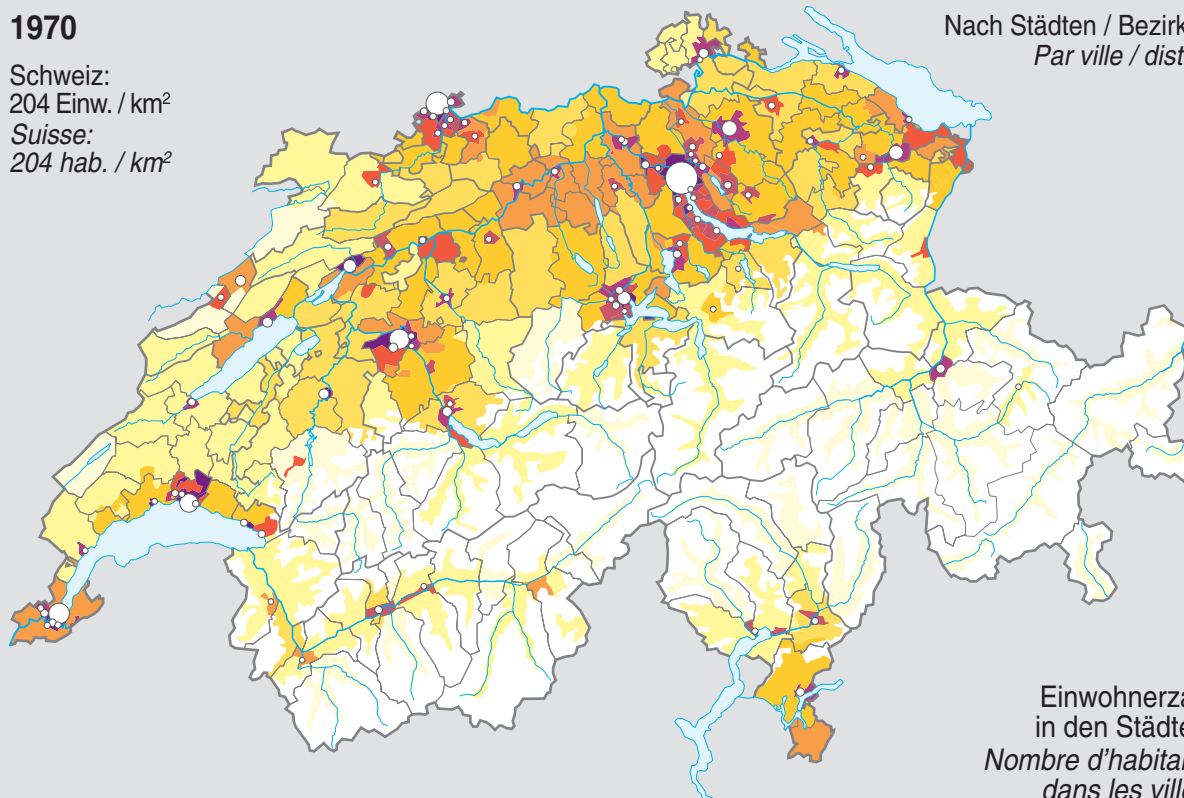 1970
Schweiz:
204 Einw. / km²
Suisse:
204 hab. / km²
Nach Städten / Bezirk
Par ville / dist
Einwohnerza
in den Städte
Nombre d'habitan
dans les ville